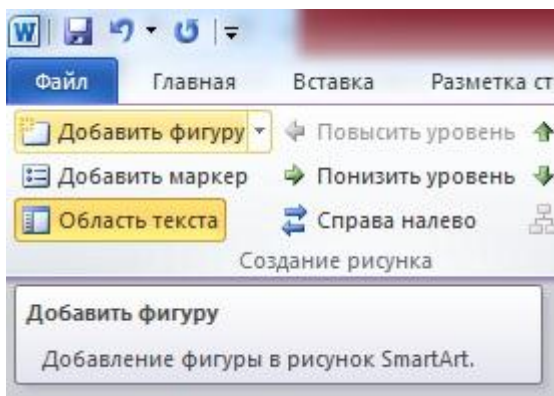 W
Файл Главная Вставка Разметка ст
Добавить фигуру Повысить уровень
Добавить маркер Понизить уровень
Область текста Справа налево
Создание рисунка
Добавить фигуру
Добавление фигуры в рисунок SmartArt.